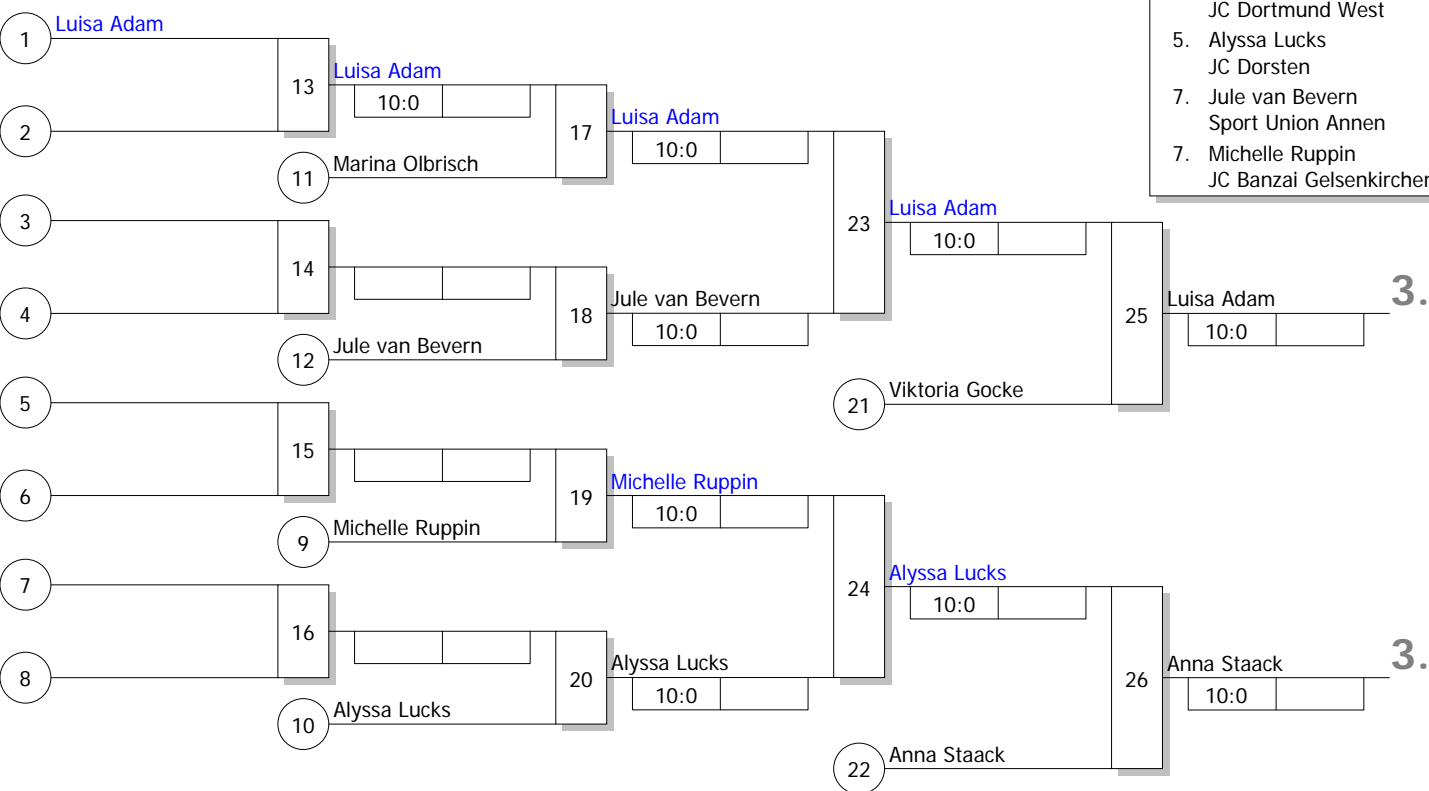 JC Dortmund West
5. Alyssa Lucks
JC Dorsten
7. Jule van Bevern
Sport Union Annen
7. Michelle Ruppin
JC Banzai Gelsenkirchen
1 Luisa Adam
13 Luisa Adam
10:0
2
17 Luisa Adam
10:0
11 Marina Olbrisch
3
23 Luisa Adam
10:0
14
4
18 Jule van Bevern
10:0
12 Jule van Bevern
25 Luisa Adam 3.
10:0
5
21 Viktoria Gocke
15
6
19 Michelle Ruppin
10:0
9 Michelle Ruppin
7
24 Alyssa Lucks
10:0
16
8
20 Alyssa Lucks
10:0
10 Alyssa Lucks
26 Anna Staack 3.
10:0
22 Anna Staack